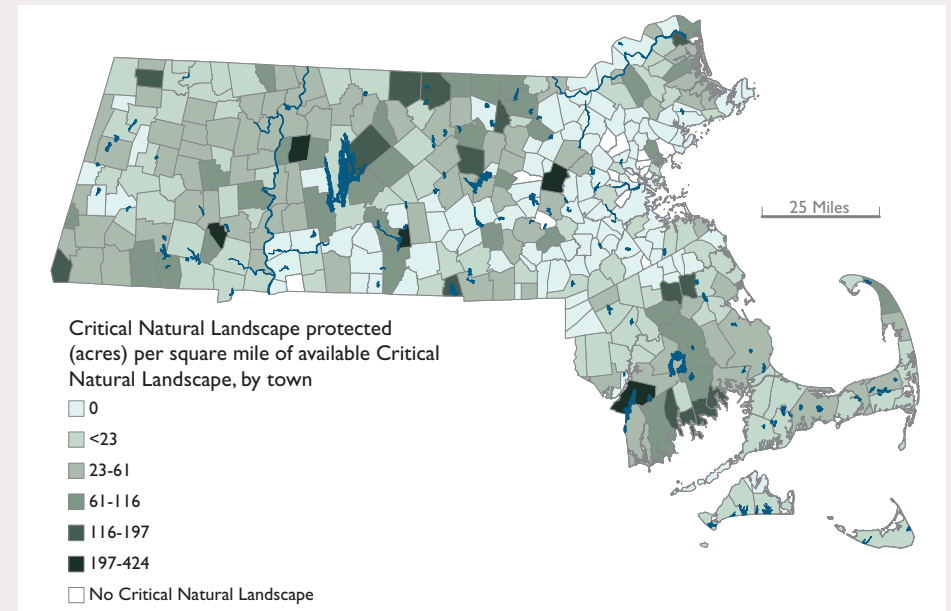 25 Miles
Critical Natural Landscape protected
(acres) per square mile of available Critical
Natural Landscape, by town
0
<23
23-61
61-116
116-197
197-424
No Critical Natural Landscape